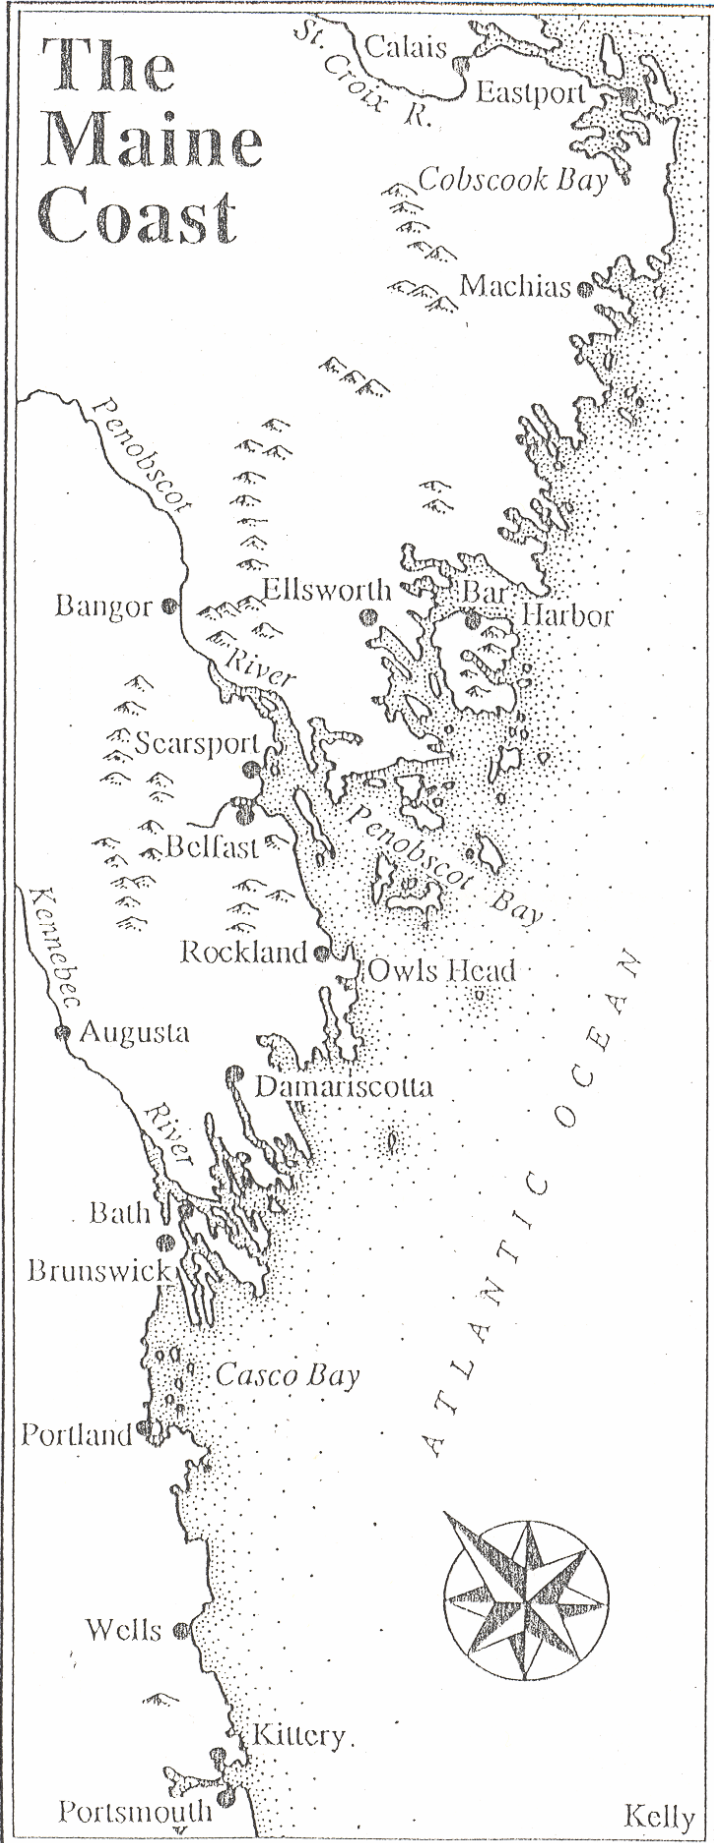 The
Maine
Coast
St. Croix R.
Calais
Eastport
Cobscook Bay
Machias
Penobscot
River
Bangor
Ellsworth
Bar
Harbor
Searsport
Belfast
Penobscot Bay
Kennebec
River
Rockland
Owls Head
Augusta
Damariscotta
Bath
Brunswick
Casco Bay
ATLANTIC OCEAN
Portland
Wells
Kittery
Portsmouth
Kelly